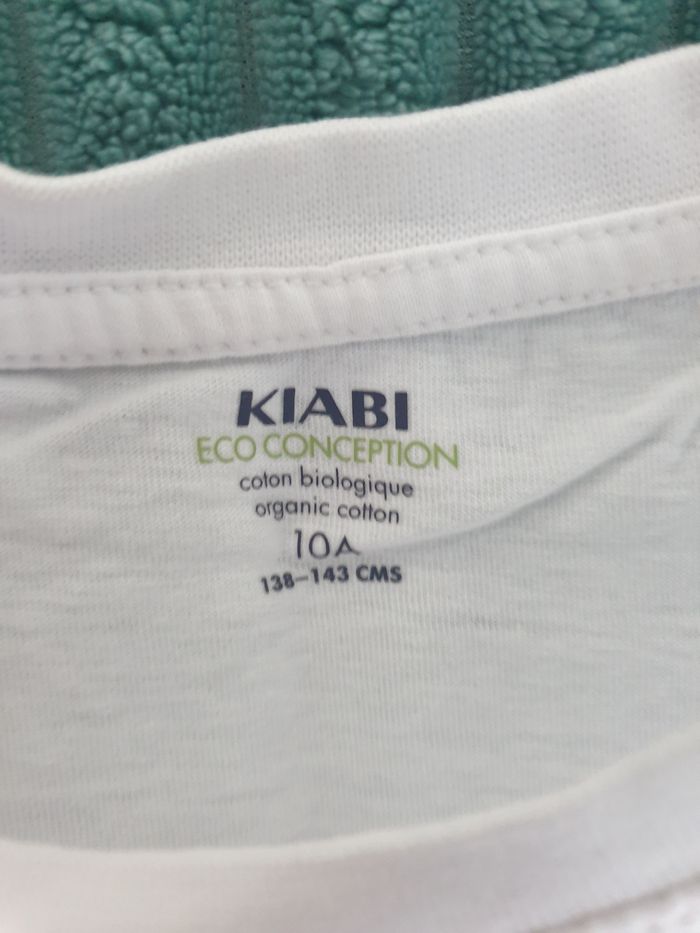 KIABI
ECO CONCEPTION
coton biologique
organic cotton
10A
138-143 CMS